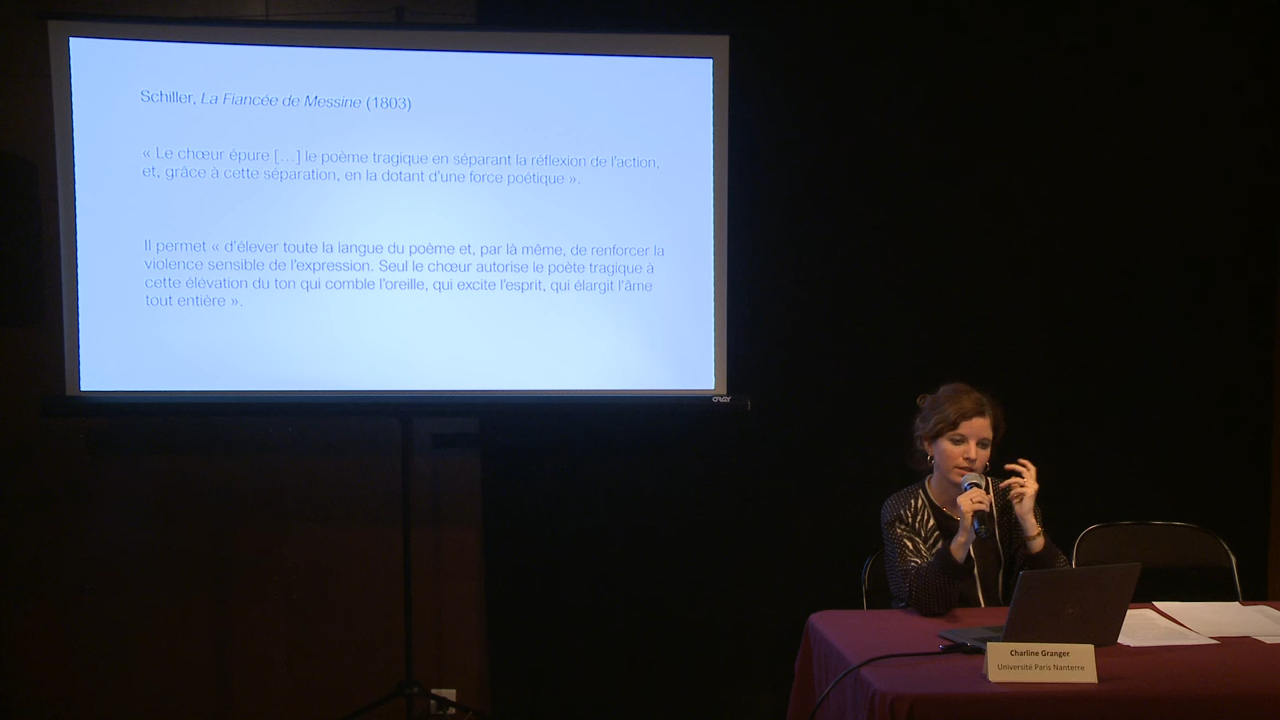 Schiller, La Fiancée de Messine (1803)
« Le chœur épure [...] le poème tragique en séparant la réflexion de l'action,
et, grâce à cette séparation, en la dotant d'une force poétique ».
Il permet « d'élever toute la langue du poème et, par là même, de renforcer la
violence sensible de l'expression. Seul le chœur autorise le poète tragique à
cette élévation du ton qui comble l'oreille, qui excite l'esprit, qui élargit l'âme
tout entière ».
ORAY
Charline Granger
Université Paris Nanterre